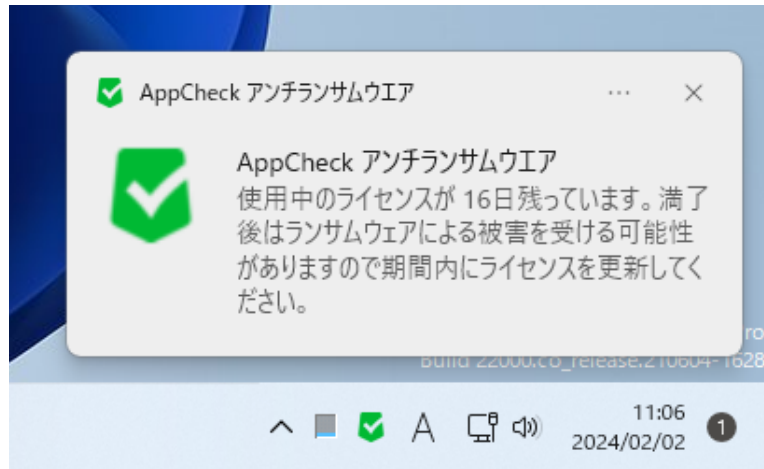 AppCheck アンチランサムウエア
AppCheck アンチランサムウエア
使用中のライセンスが 16日残っています。満了
後はランサムウェアによる被害を受ける可能性
がありますので期間内にライセンスを更新してく
ださい。
ro
Build 22000.co_release.210604-1628
A
11:06
2024/02/02
1